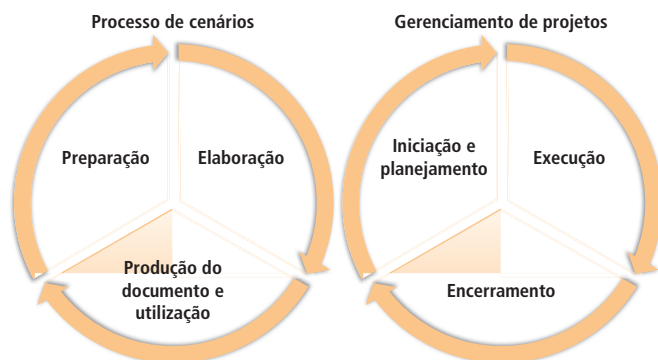 Processo de cenários
Preparação
Elaboração
Produção do
documento e
utilização
Gerenciamento de projetos
Iniciação e
planejamento
Execução
Encerramento